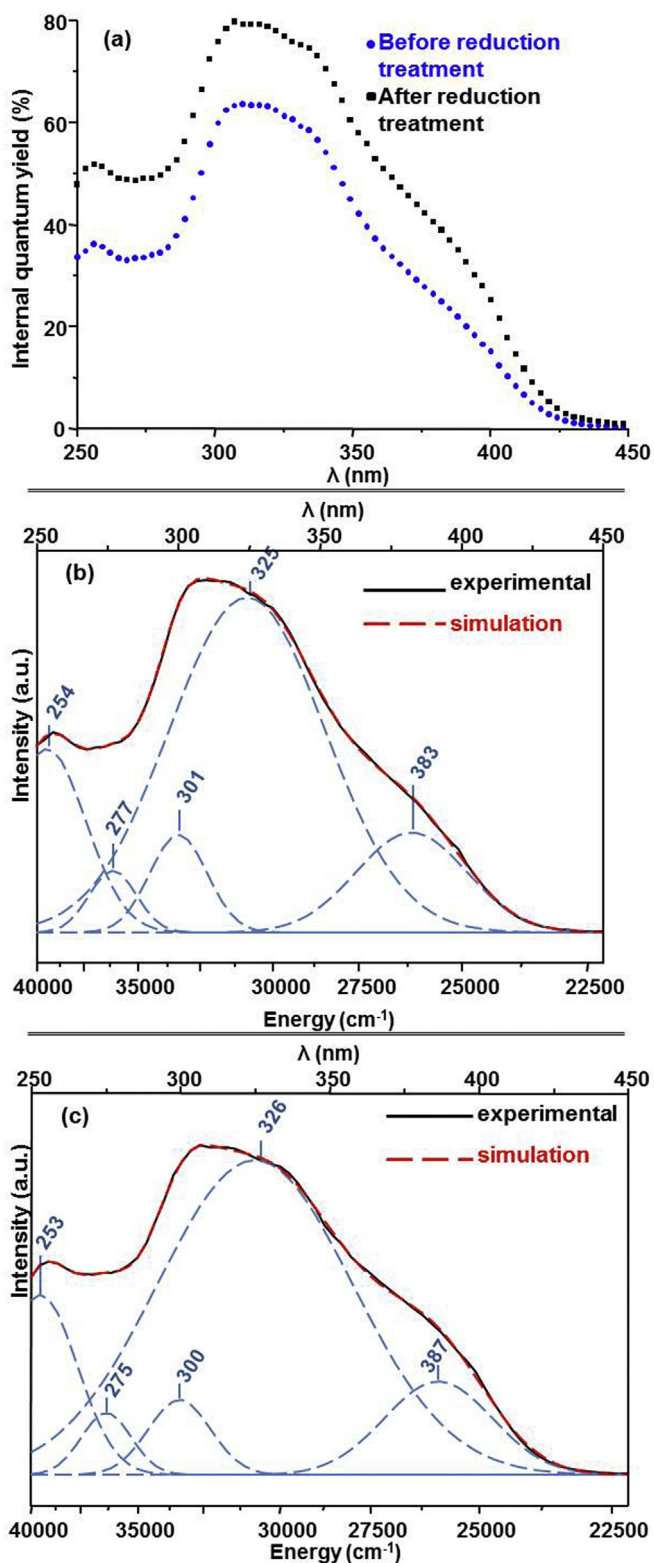 80
(a)
Before reduction
treatment
After reduction
treatment
60
40
20
0
Internal quantum yield (%)
250
300
350
400
450
λ (nm)
λ (nm)
250
300
350
400
450
(b)
325
experimental
simulation
254
277
301
383
Intensity (a.u.)
40000
35000
30000
27500
25000
22500
Energy (cm-1)
λ (nm)
250
300
350
400
450
(c)
326
experimental
simulation
253
275
300
387
Intensity (a.u.)
40000
35000
30000
27500
25000
22500
Energy (cm-1)